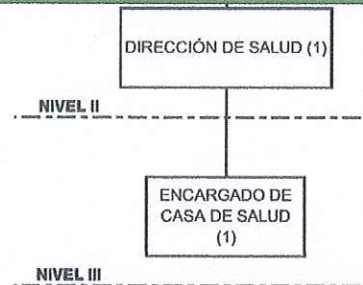 DIRECCIÓN DE SALUD (1)
NIVEL II
ENCARGADO DE
CASA DE SALUD
(1)
NIVEL III